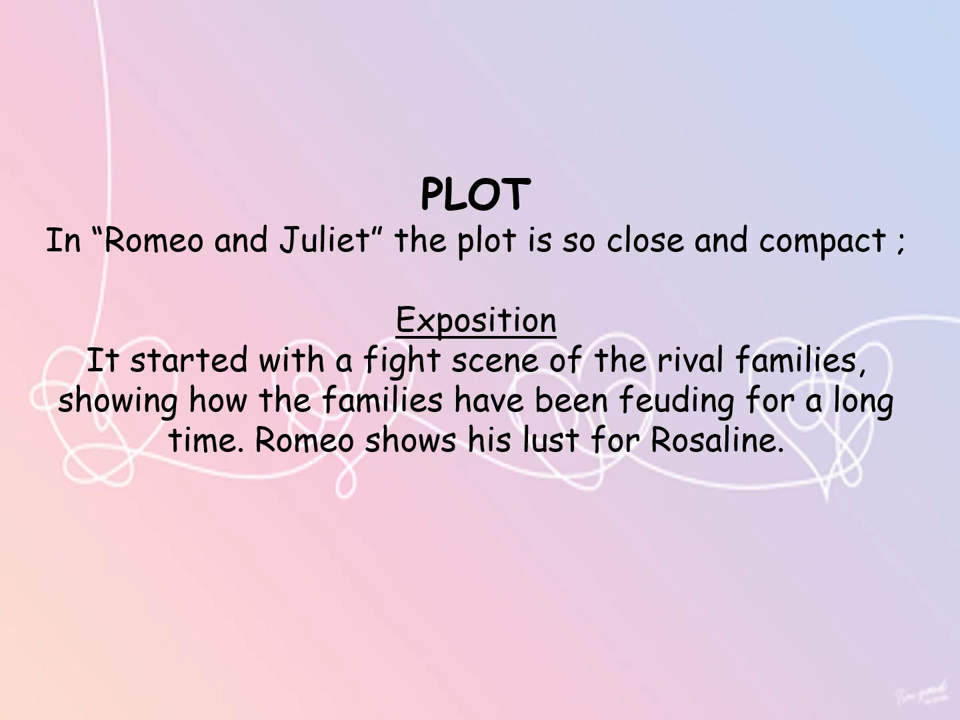 PLOT
In “Romeo and Juliet” the plot is so close and compact ;
Exposition
It started with a fight scene of the rival families,
showing how the families have been feuding for a long
time. Romeo shows his lust for Rosaline.